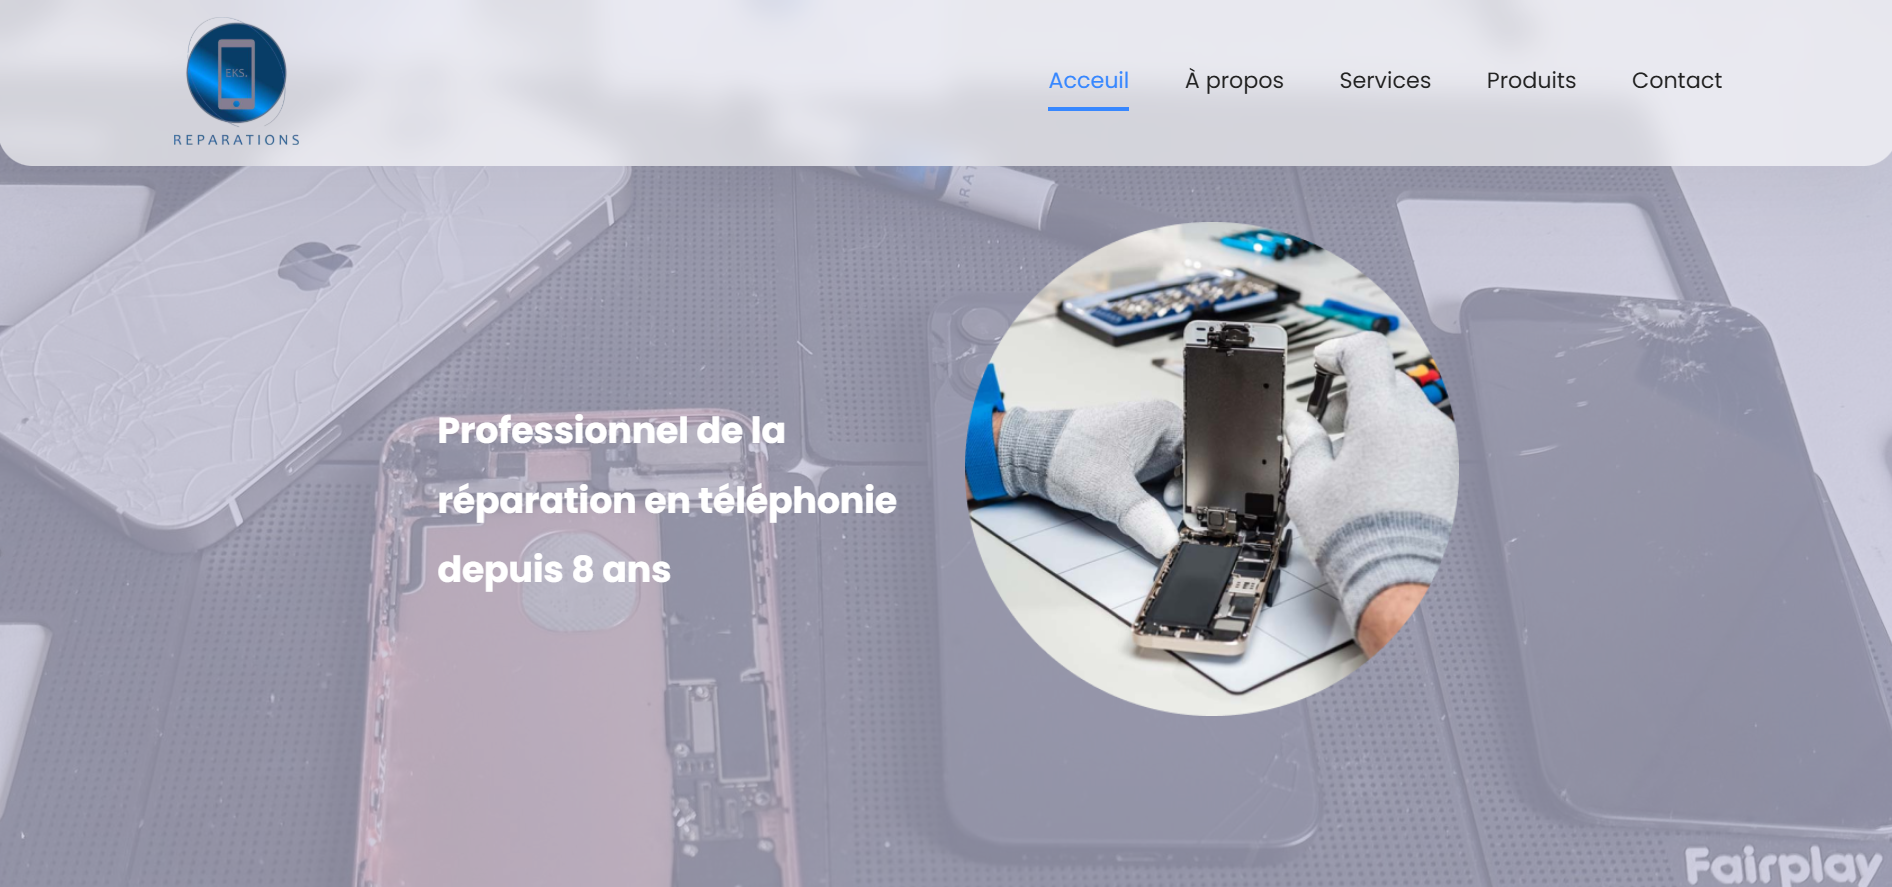 EKS.
REPARATIONS
Acceuil À propos Services Produits Contact
Professionnel de la
réparation en téléphonie
depuis 8 ans
Fairplay